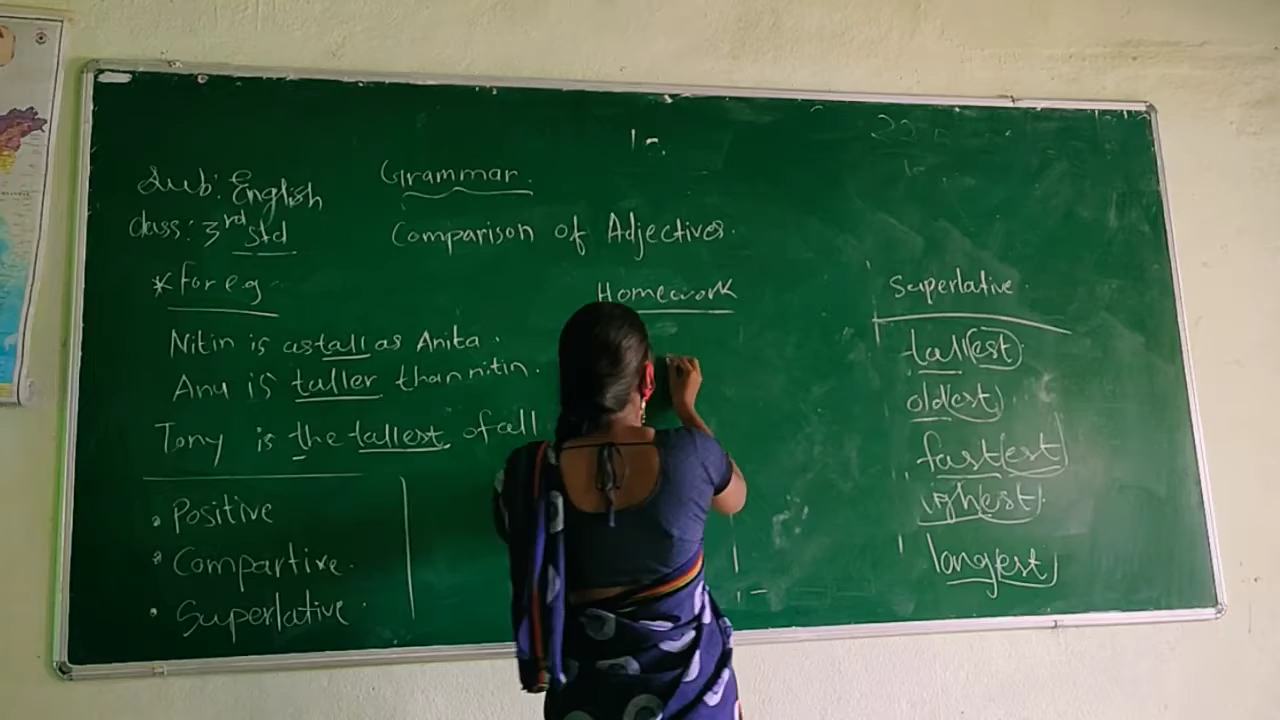 Sub: English
Class: 3rd std
Grammar.
Comparison of Adjectives.
* For e.g
Nitin is as tall as Anita.
Anu is taller than nitin.
Tony is the tallest of all
• Positive
• Compartive.
• Superlative.
Homework
Superlative.
tallest
oldest
fastest
longest